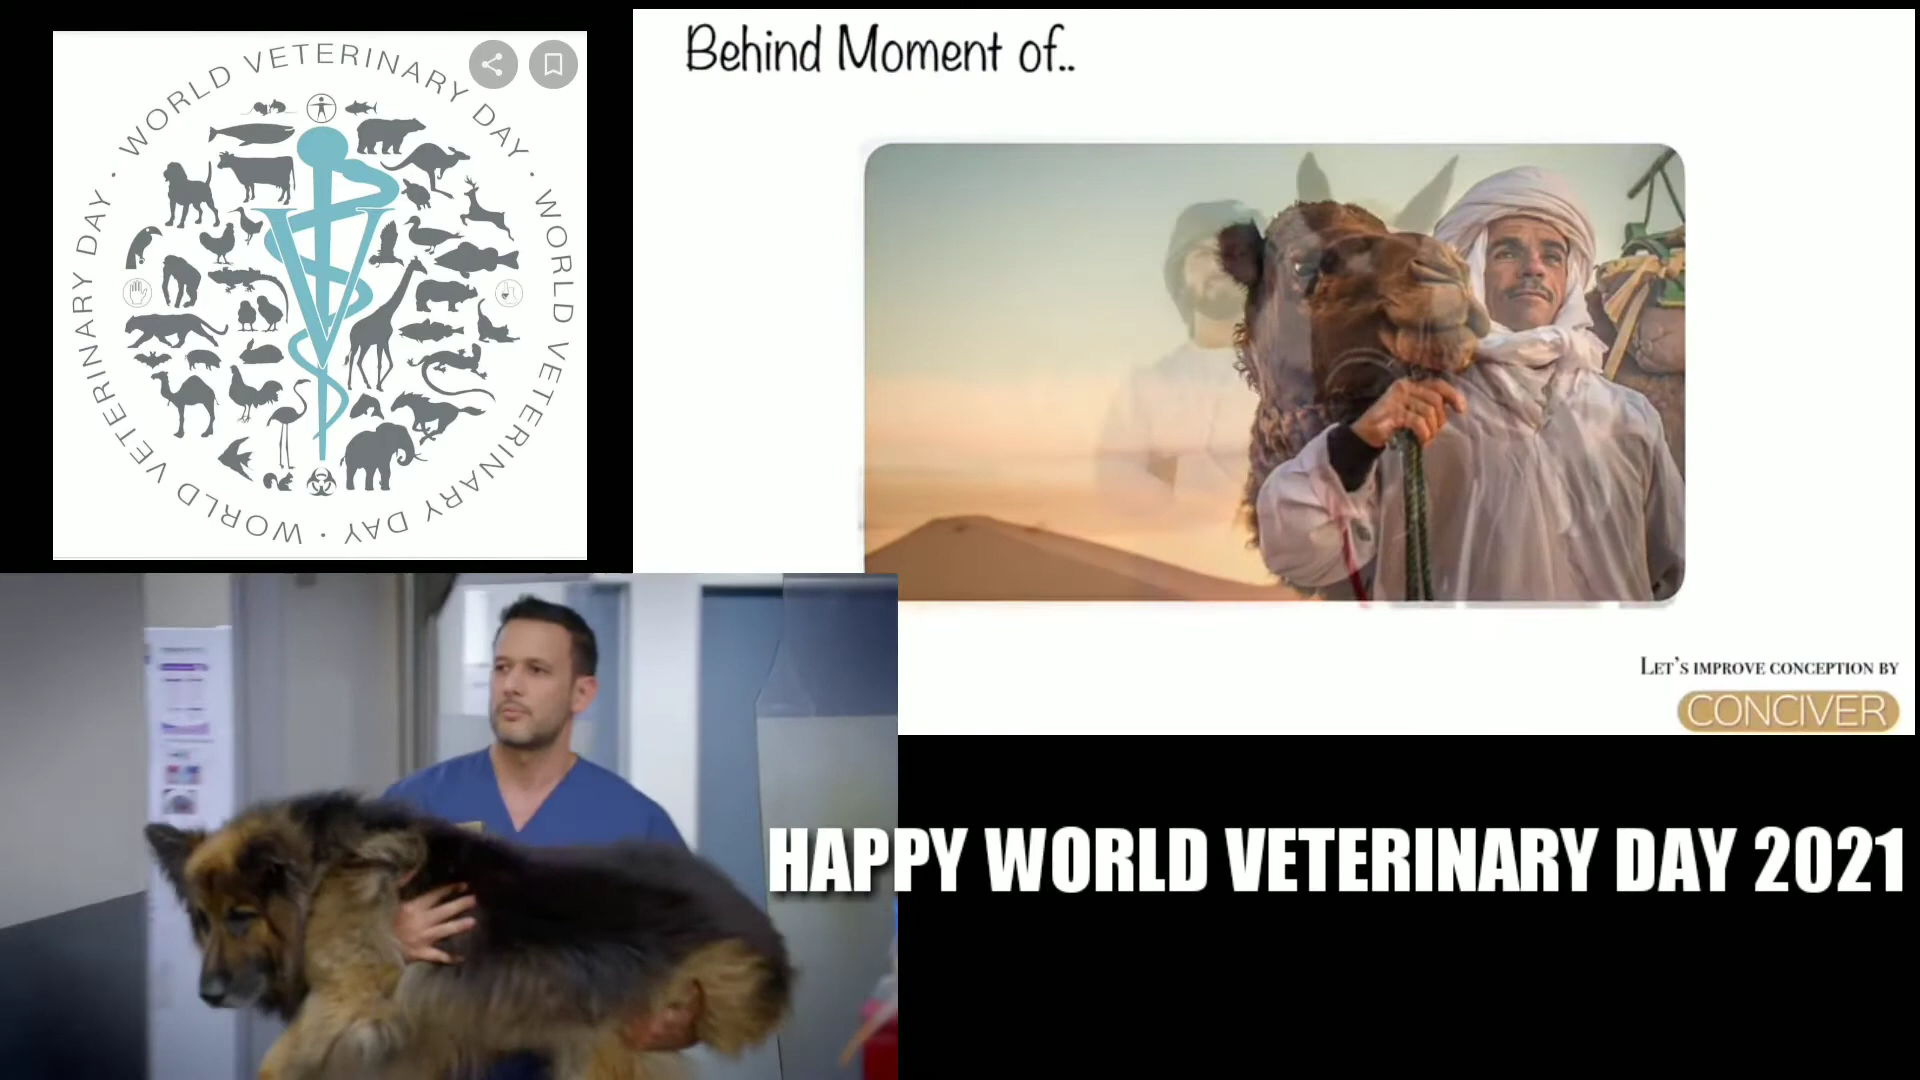 WORLD VETERINARY DAY · WORLD VETERINARY DAY · WORLD VETERINARY DAY ·
Behind Moment of..
LET'S IMPROVE CONCEPTION BY
CONCIVER
HAPPY WORLD VETERINARY DAY 2021